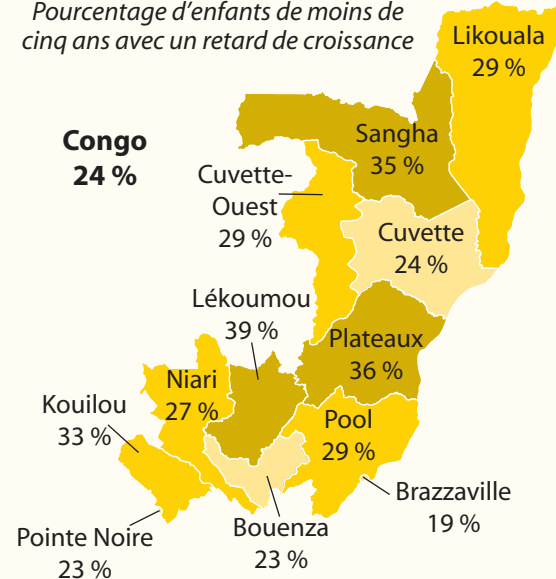 Pourcentage d'enfants de moins de
cinq ans avec un retard de croissance
Likouala
29 %
Congo
24 %
Sangha
35 %
Cuvette-
Ouest
29 %
Cuvette
24 %
Lékoumou
39 %
Plateaux
36 %
Niari
27 %
Kouilou
33 %
Pool
29 %
Brazzaville
19 %
Pointe Noire
23 %
Bouenza
23 %